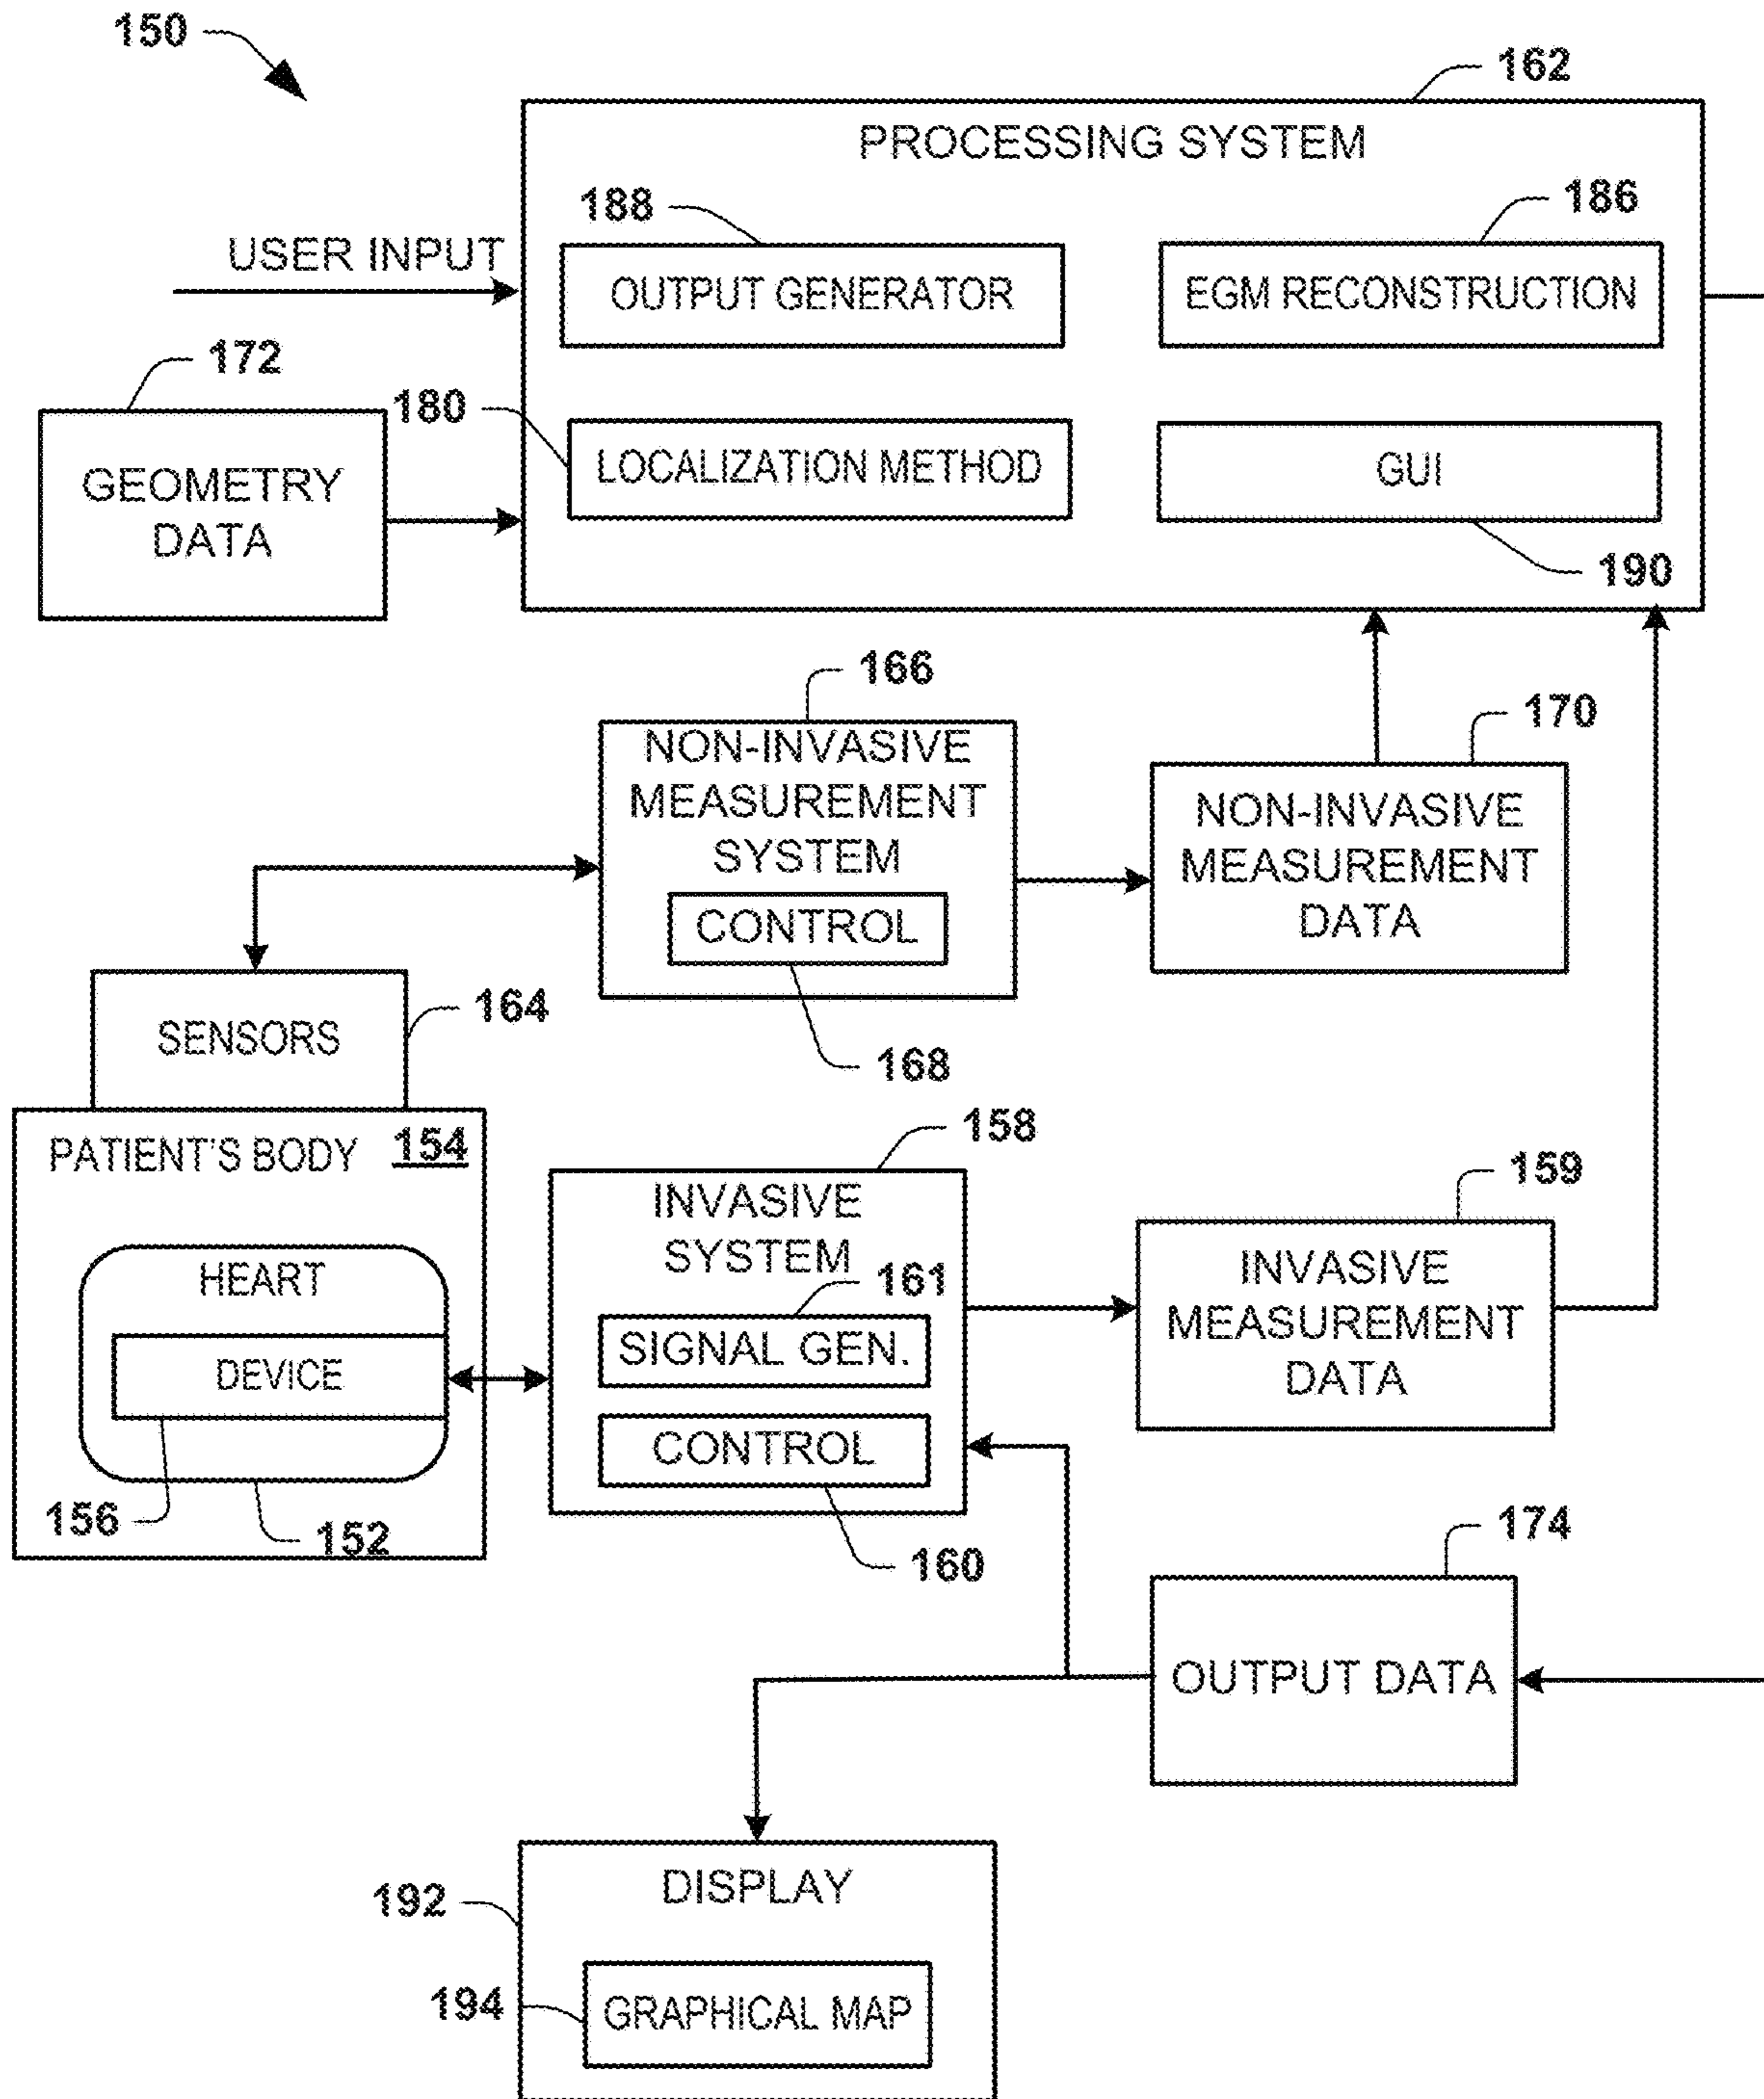 150
162
PROCESSING SYSTEM
188
186
USER INPUT
OUTPUT GENERATOR
EGM RECONSTRUCTION
172
180
GEOMETRY
DATA
LOCALIZATION METHOD
GUI
190
166
NON-INVASIVE
MEASUREMENT
SYSTEM
CONTROL
168
170
NON-INVASIVE
MEASUREMENT
DATA
SENSORS
164
PATIENT'S BODY 154
HEART
DEVICE
156
152
158
INVASIVE
SYSTEM
161
SIGNAL GEN.
CONTROL
160
159
INVASIVE
MEASUREMENT
DATA
174
OUTPUT DATA
192
DISPLAY
194
GRAPHICAL MAP